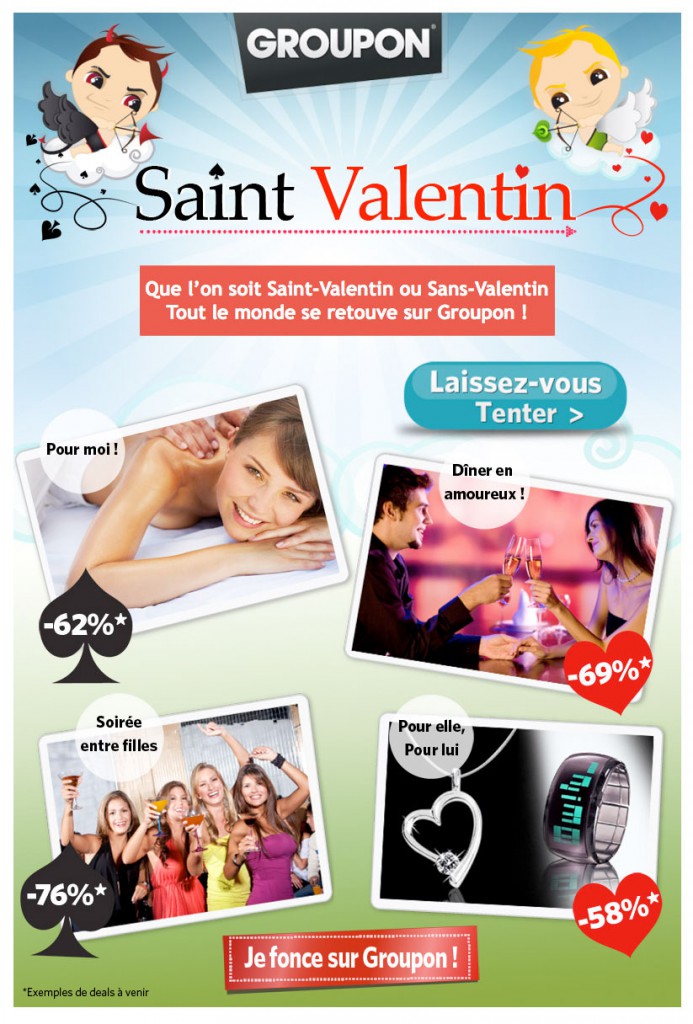 GROUPON®
Saint Valentin
Que l'on soit Saint-Valentin ou Sans-Valentin
Tout le monde se retouve sur Groupon !
Laissez-vous
Tenter >
Pour moi !
-62%*
Dîner en
amoureux !
-69%*
Soirée
entre filles
-76%*
Pour elle,
Pour lui
-58%*
Je fonce sur Groupon !
*Exemples de deals à venir